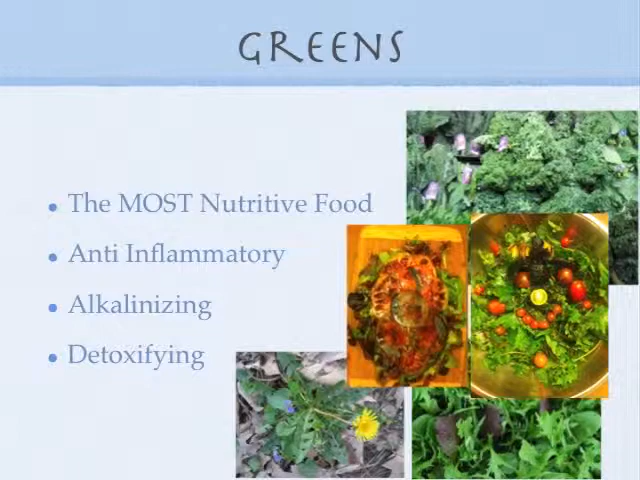 GREENS
The MOST Nutritive Food
Anti Inflammatory
Alkalinizing
Detoxifying